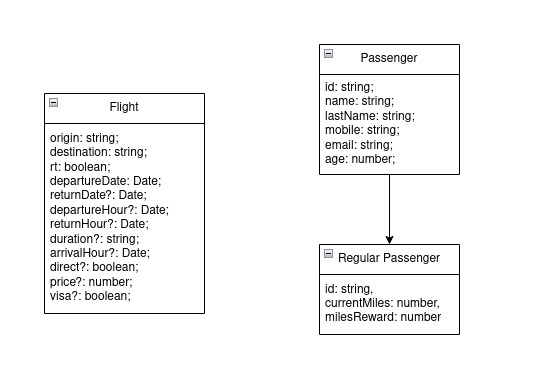 Flight
origin: string;
destination: string;
rt: boolean;
departureDate: Date;
returnDate?: Date;
departureHour?: Date;
returnHour?: Date;
duration?: string;
arrivalHour?: Date;
direct?: boolean;
price?: number;
visa?: boolean;
Passenger
id: string;
name: string;
lastName: string;
mobile: string;
email: string;
age: number;
Regular Passenger
id: string,
currentMiles: number,
milesReward: number